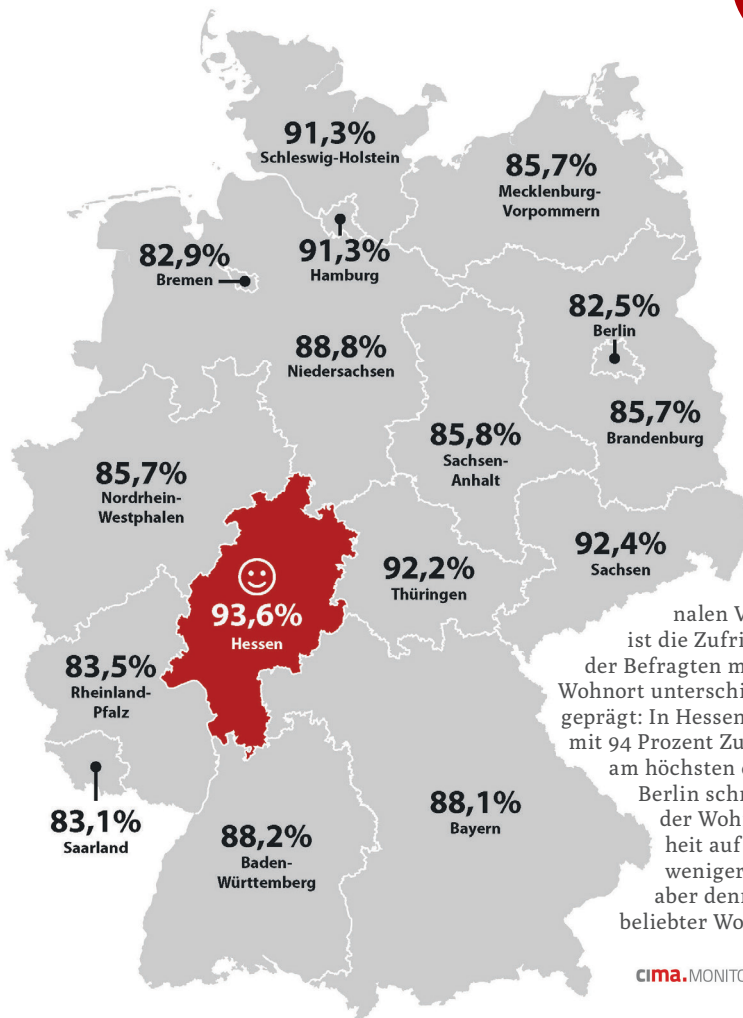 91,3%
Schleswig-Holstein
85,7%
Mecklenburg-
Vorpommern
82,9%
Bremen
91,3%
Hamburg
82,5%
Berlin
88,8%
Niedersachsen
85,7%
Brandenburg
85,8%
Sachsen-
Anhalt
85,7%
Nordrhein-
Westphalen
92,4%
Sachsen
92,2%
Thüringen
93,6%
Hessen
83,5%
Rheinland-
Pfalz
83,1%
Saarland
88,2%
Baden-
Württemberg
88,1%
Bayern
nalen V
ist die Zufri
der Befragten m
Wohnort unterschi
geprägt: In Hessen
mit 94 Prozent Zu
am höchsten
Berlin schn
der Woh
heit auf
weniger
aber denn
beliebter Wo
cima.MONITO